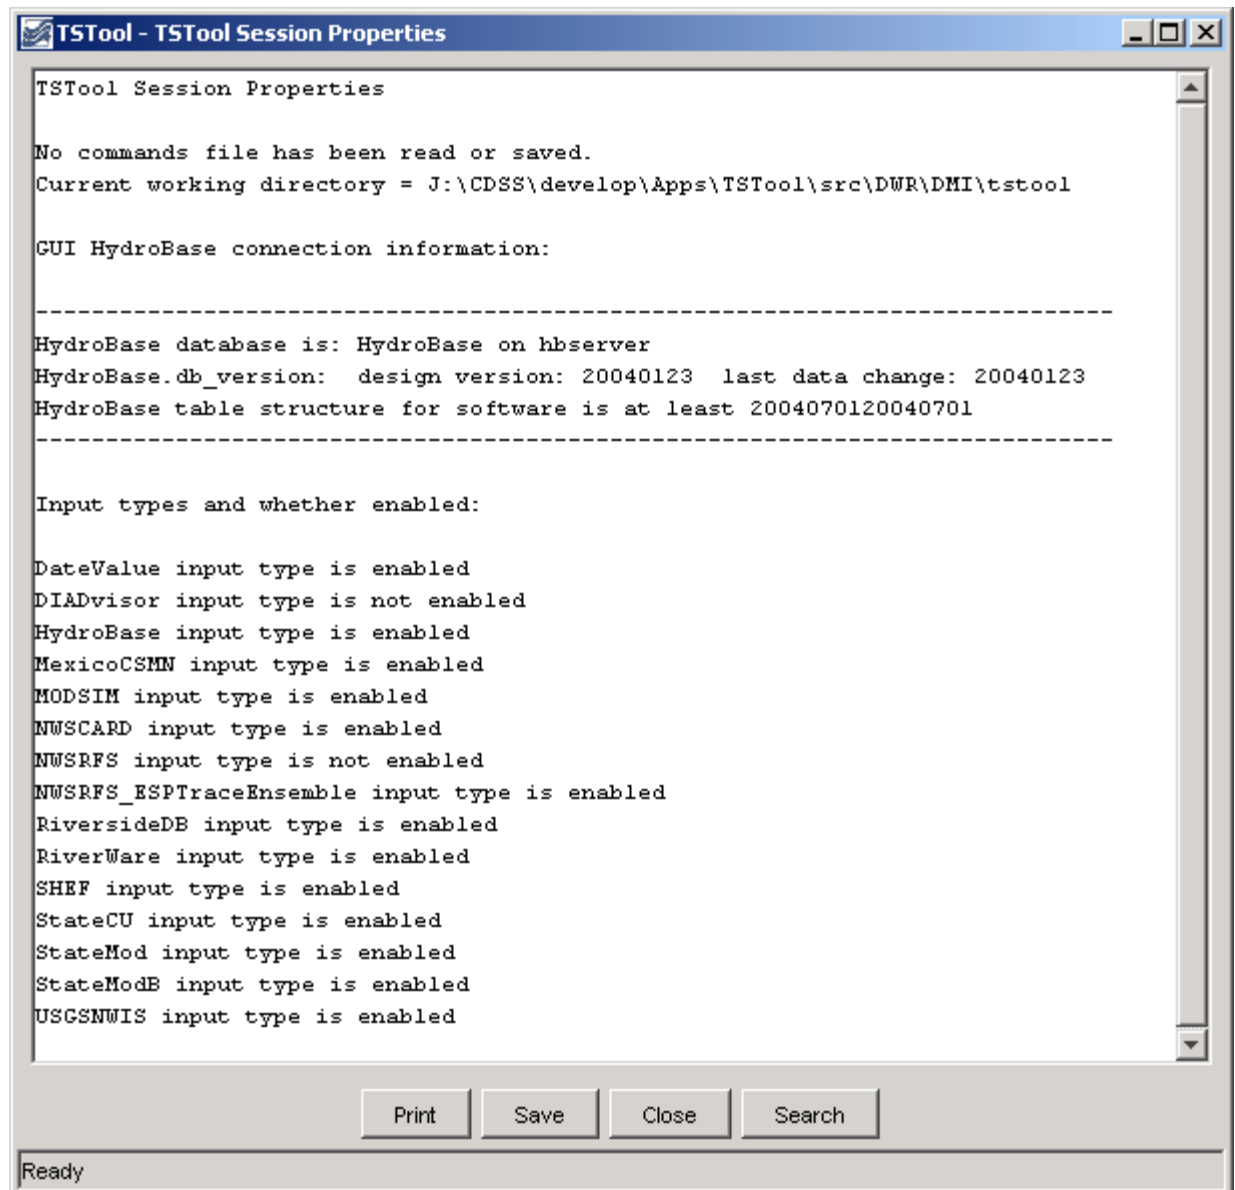 TSTool - TSTool Session Properties
TSTool Session Properties
No commands file has been read or saved.
Current working directory = J:\CDSS\develop\Apps\TSTool\src\DWR\DMI\tstool
GUI HydroBase connection information:
-----------------------------------------------------------------------------
HydroBase database is: HydroBase on hbserver
HydroBase.db_version:  design version: 20040123  last data change: 20040123
HydroBase table structure for software is at least 2004070120040701
-----------------------------------------------------------------------------
Input types and whether enabled:
DateValue input type is enabled
DIADvisor input type is not enabled
HydroBase input type is enabled
MexicoCSMN input type is enabled
MODSIM input type is enabled
NWSCARD input type is enabled
NWSRFS input type is not enabled
NWSRFS_ESPTraceEnsemble input type is enabled
RiversideDB input type is enabled
RiverWare input type is enabled
SHEF input type is enabled
StateCU input type is enabled
StateMod input type is enabled
StateModB input type is enabled
USGSNWIS input type is enabled
Print Save Close Search
Ready